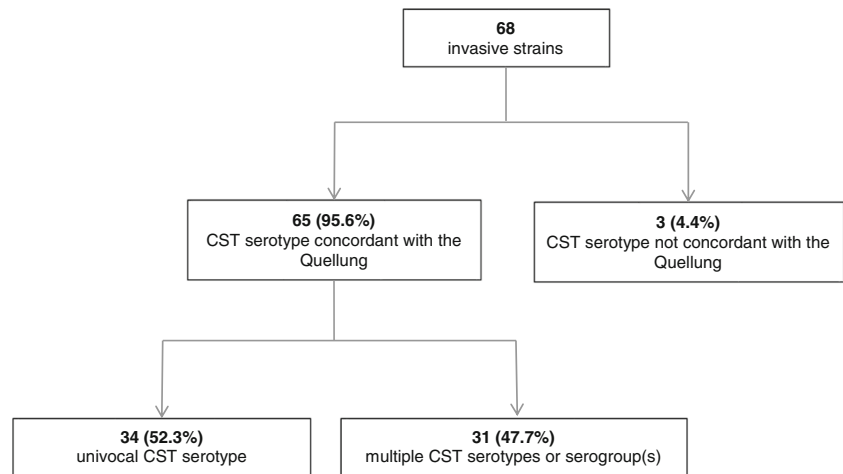 68
invasive strains
65 (95.6%)
CST serotype concordant with the
Quellung
3 (4.4%)
CST serotype not concordant with the
Quellung
34 (52.3%)
univocal CST serotype
31 (47.7%)
multiple CST serotypes or serogroup(s)